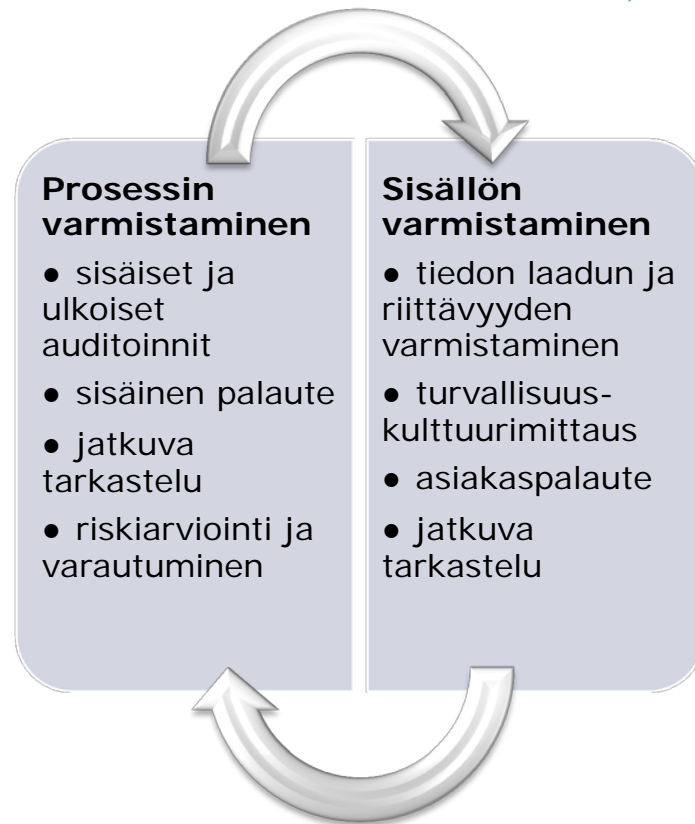 Prosessin
varmistaminen
● sisäiset ja
ulkoiset
auditoinnit
● sisäinen palaute
● jatkuva
tarkastelu
● riskiarviointi ja
varautuminen
Sisällön
varmistaminen
● tiedon laadun ja
riittävyyden
varmistaminen
● turvallisuus-
kulttuurimittaus
● asiakaspalaute
● jatkuva
tarkastelu